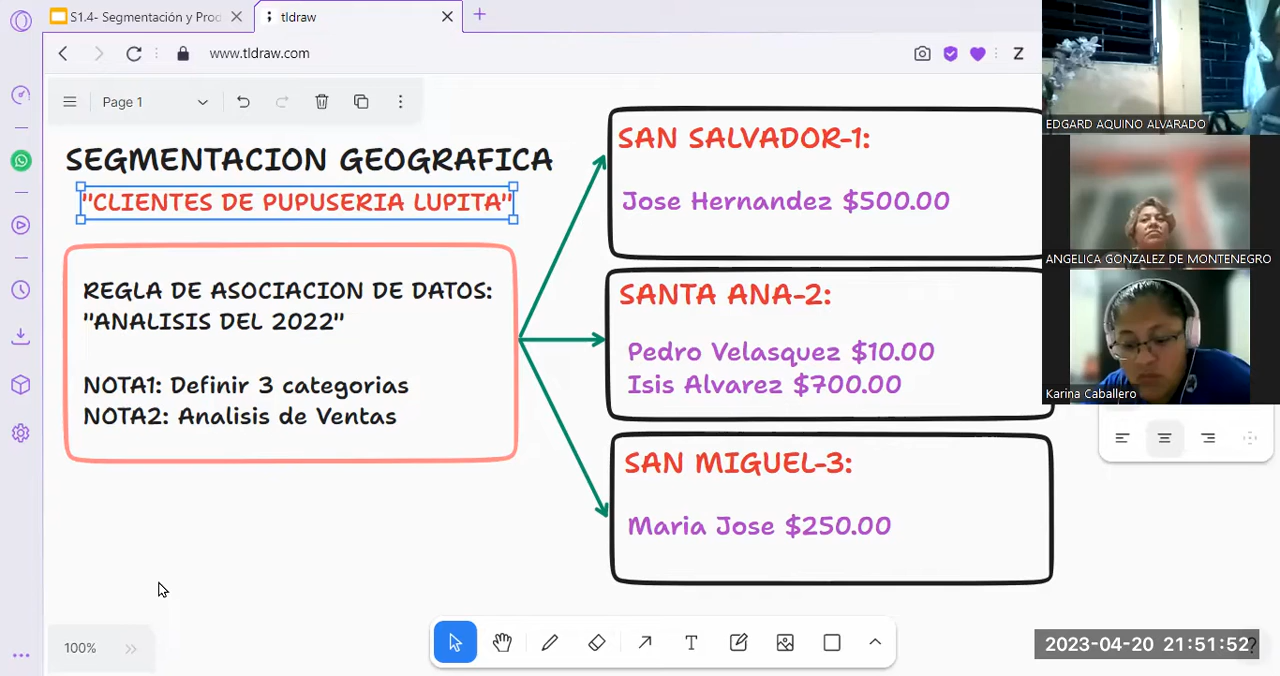 S1.4- Segmentación y Prod
tldraw
www.tldraw.com
Z
Page 1
SEGMENTACION GEOGRAFICA
"CLIENTES DE PUPUSERIA LUPITA"
REGLA DE ASOCIACION DE DATOS:
"ANALISIS DEL 2022"
NOTA1: Definir 3 categorias
NOTA2: Analisis de Ventas
SAN SALVADOR-1:
Jose Hernandez $500.00
SANTA ANA-2:
Pedro Velasquez $10.00
Isis Alvarez $700.00
SAN MIGUEL-3:
Maria Jose $250.00
EDGARD AQUINO ALVARADO
ANGELICA GONZALEZ DE MONTENEGRO
Karina Caballero
100%
T
2023-04-20 21:51:52
?